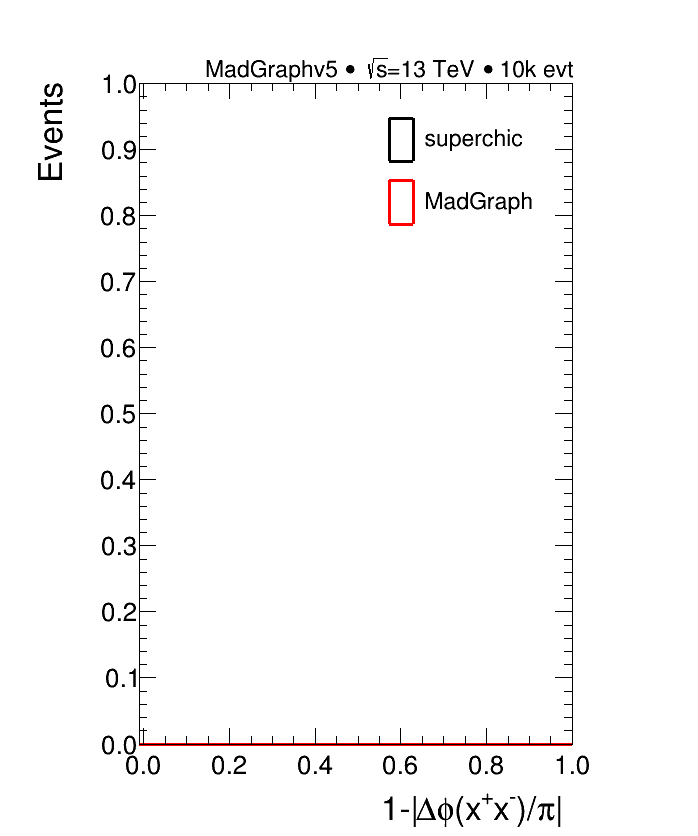 MadGraphv5 • √s=13 TeV • 10k evt
Events
1.0
0.9
0.8
0.7
0.6
0.5
0.4
0.3
0.2
0.1
0.0
superchic
MadGraph
0.0 0.2 0.4 0.6 0.8 1.0
1-|Δϕ(x⁺x⁻)/π|